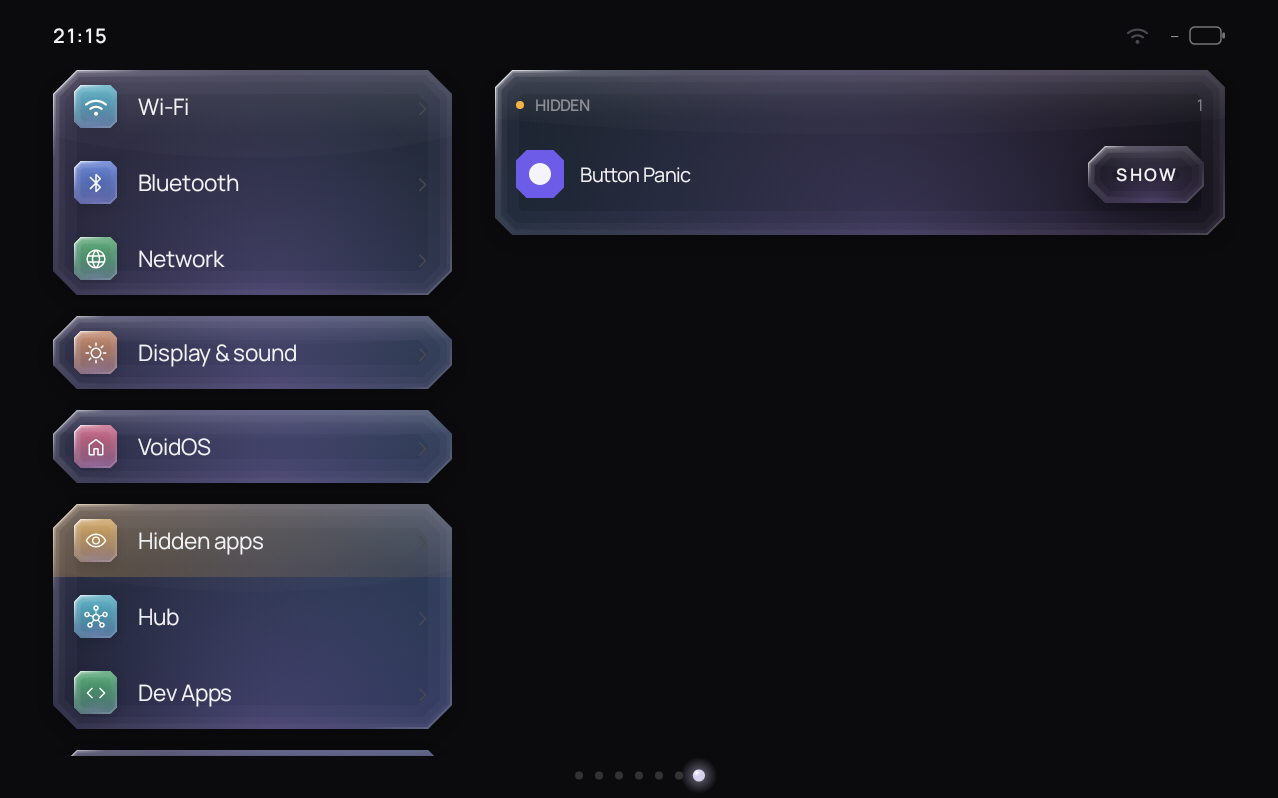 21:15
–
Wi-Fi
Bluetooth
Network
Display & sound
VoidOS
Hidden apps
Hub
Dev Apps
HIDDEN 1
Button Panic SHOW